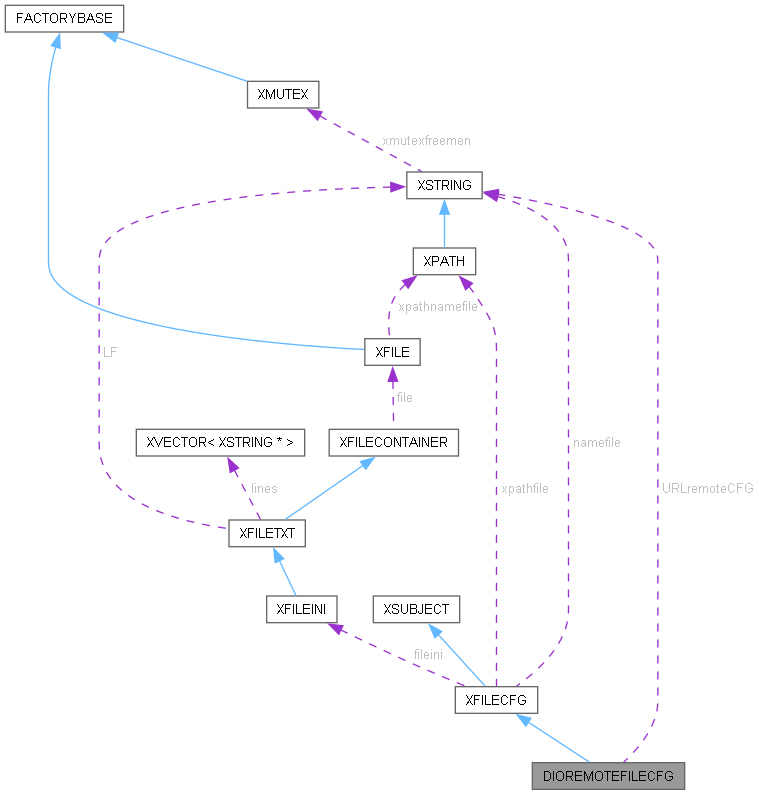 FACTORYBASE
XMUTEX
xmutexfreemen
XSTRING
XPATH
xpathnamefile
LF
XFILE
file
XVECTOR< XSTRING * >
XFILECONTAINER
namefile
lines
xpathfile
URLremoteCFG
XFILETXT
XFILEINI
XSUBJECT
fileini
XFILECFG
DIOREMOTEFILECFG